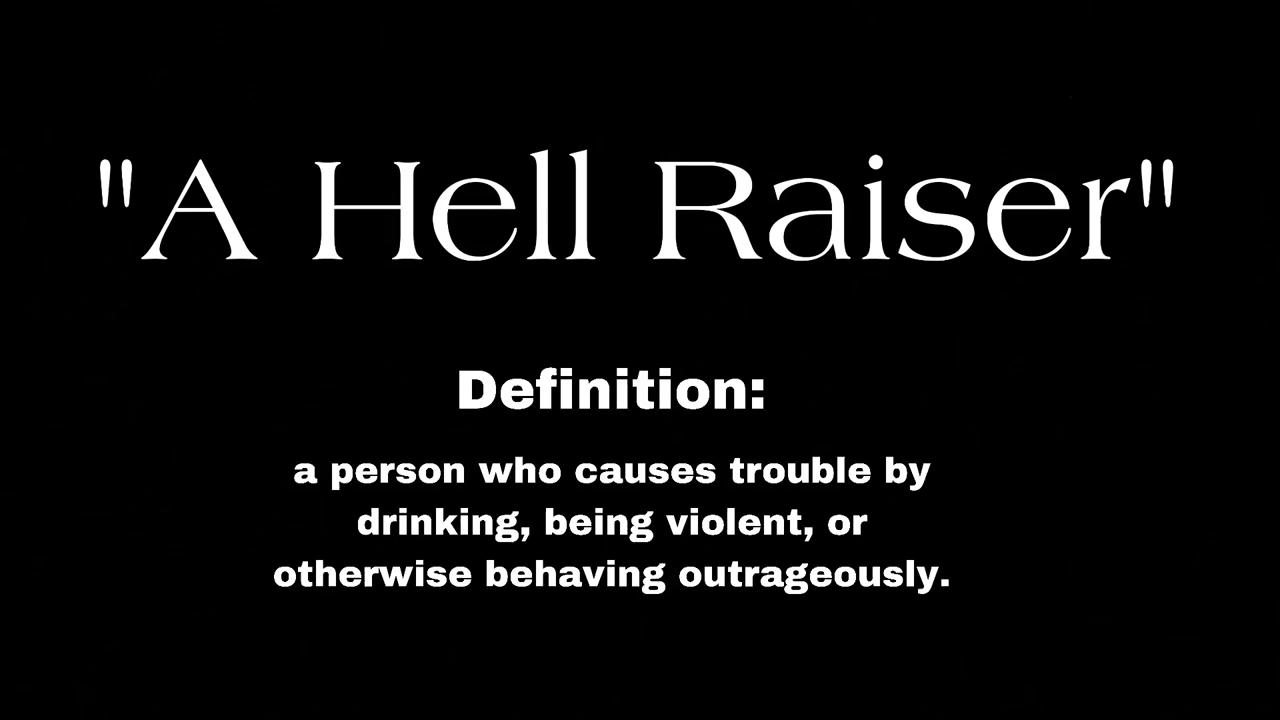 "A Hell Raiser"
Definition:
a person who causes trouble by
drinking, being violent, or
otherwise behaving outrageously.